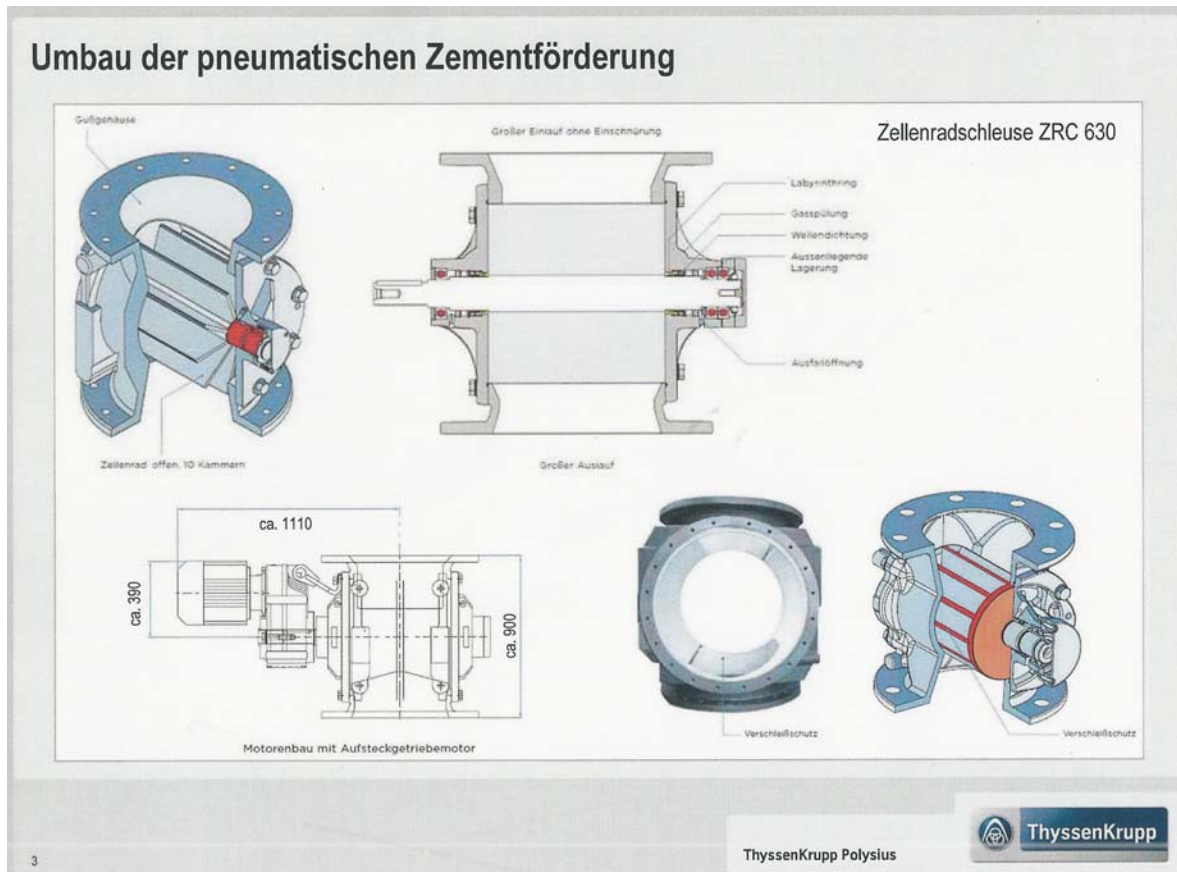 Umbau der pneumatischen Zementförderung
Gußgehäuse
Großer Einlauf ohne Einschnürung
Zellenradschleuse ZRC 630
Labyrinthring
Gasspülung
Wellendichtung
Aussenliegende
Lagerung
Ausfallöffnung
Zellenrad offen, 10 Kammern
Großer Auslauf
ca. 1110
ca. 390
ca. 900
Motorenbau mit Aufsteckgetriebemotor
Verschleißschutz
Verschleißschutz
3
ThyssenKrupp Polysius
ThyssenKrupp